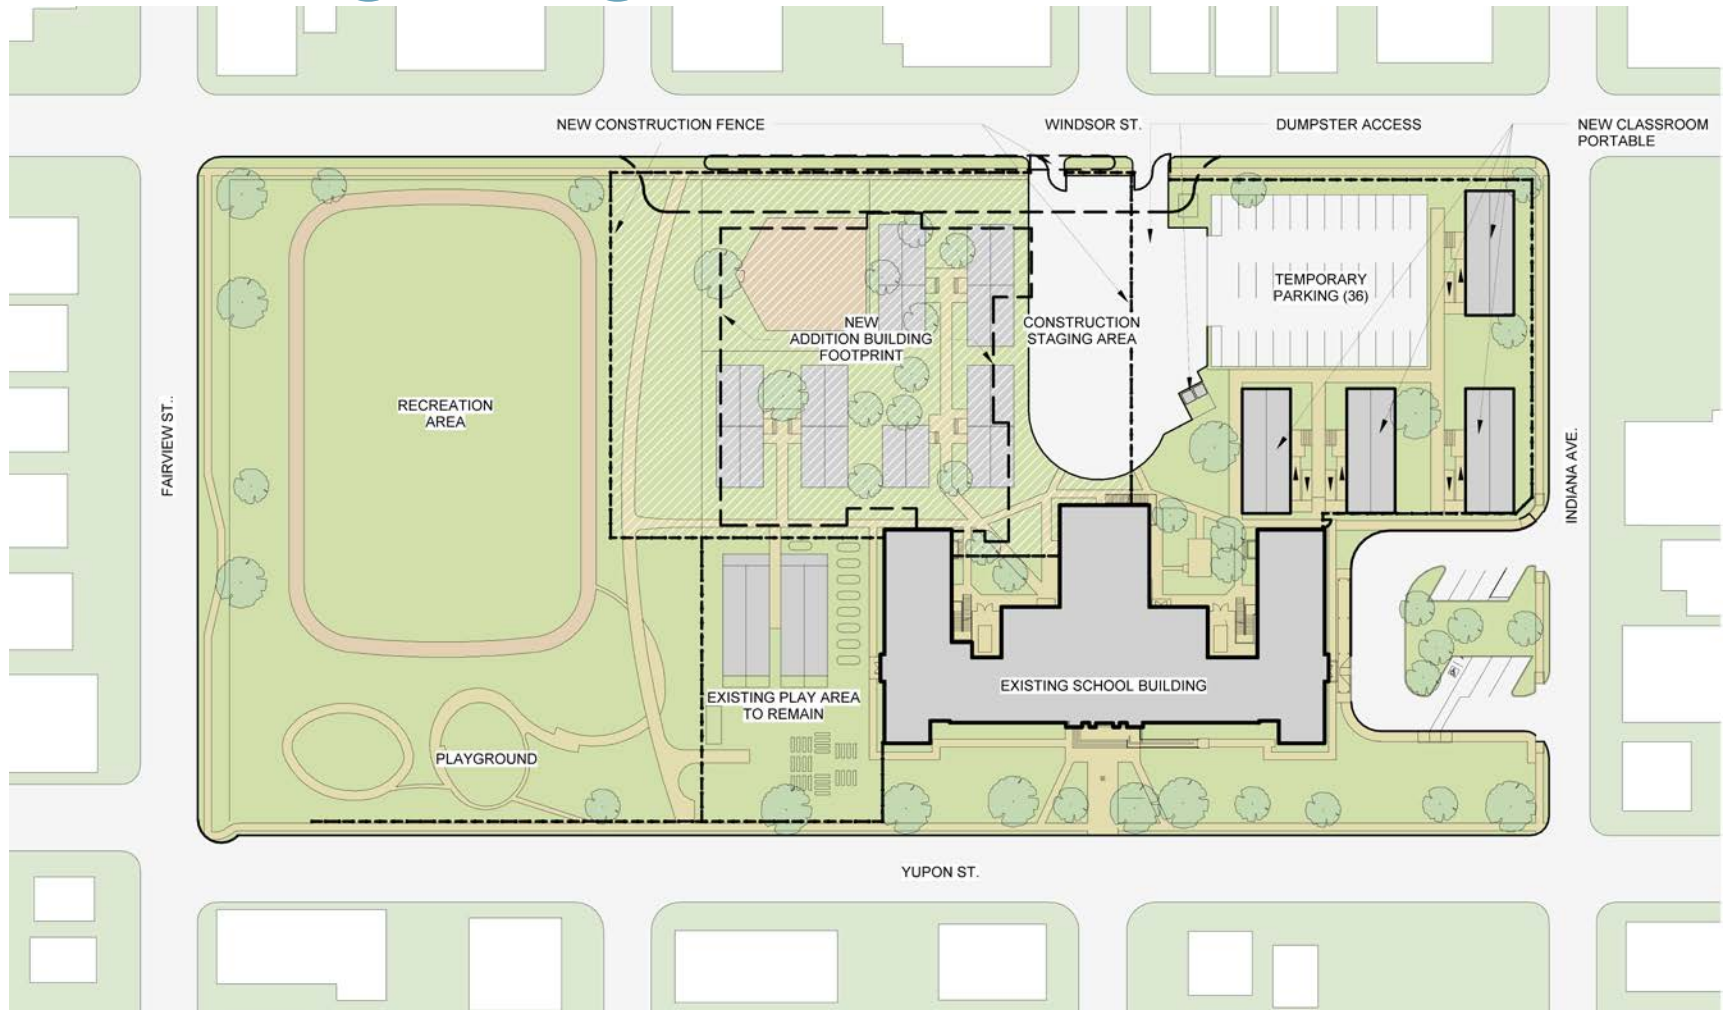 NEW CONSTRUCTION FENCE
WINDSOR ST.
DUMPSTER ACCESS
NEW CLASSROOM
PORTABLE
TEMPORARY
PARKING (36)
NEW
ADDITION BUILDING
FOOTPRINT
CONSTRUCTION
STAGING AREA
RECREATION
AREA
FAIRVIEW ST..
INDIANA AVE.
EXISTING SCHOOL BUILDING
EXISTING PLAY AREA
TO REMAIN
PLAYGROUND
YUPON ST.